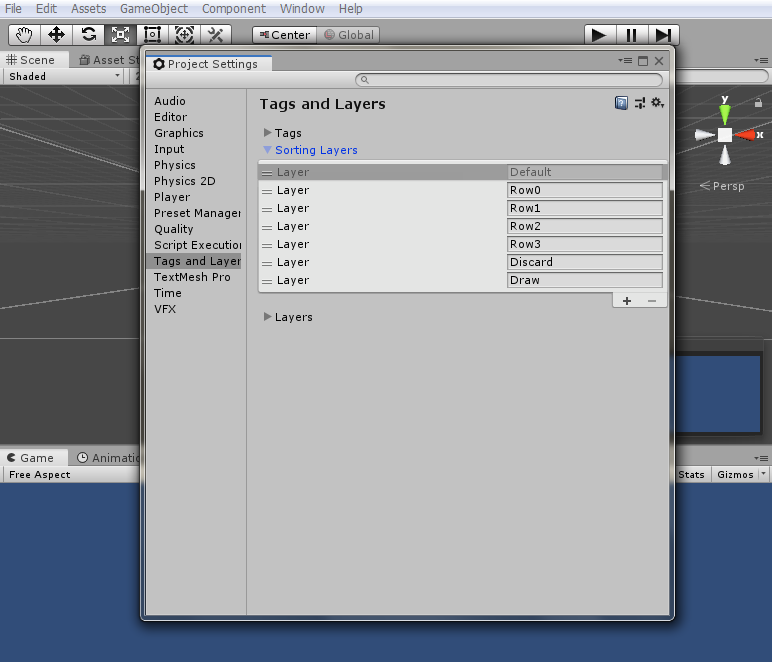 File Edit Assets GameObject Component Window Help
Center Global
Scene Asset St
Shaded 2
Project Settings
Audio
Editor
Graphics
Input
Physics
Physics 2D
Player
Preset Manager
Quality
Script Execution
Tags and Layer
TextMesh Pro
Time
VFX
Tags and Layers
Tags
Sorting Layers
Layer Default
Layer Row0
Layer Row1
Layer Row2
Layer Row3
Layer Discard
Layer Draw
+ −
Layers
y
x
< Persp
Game Animatio
Free Aspect
Stats Gizmos